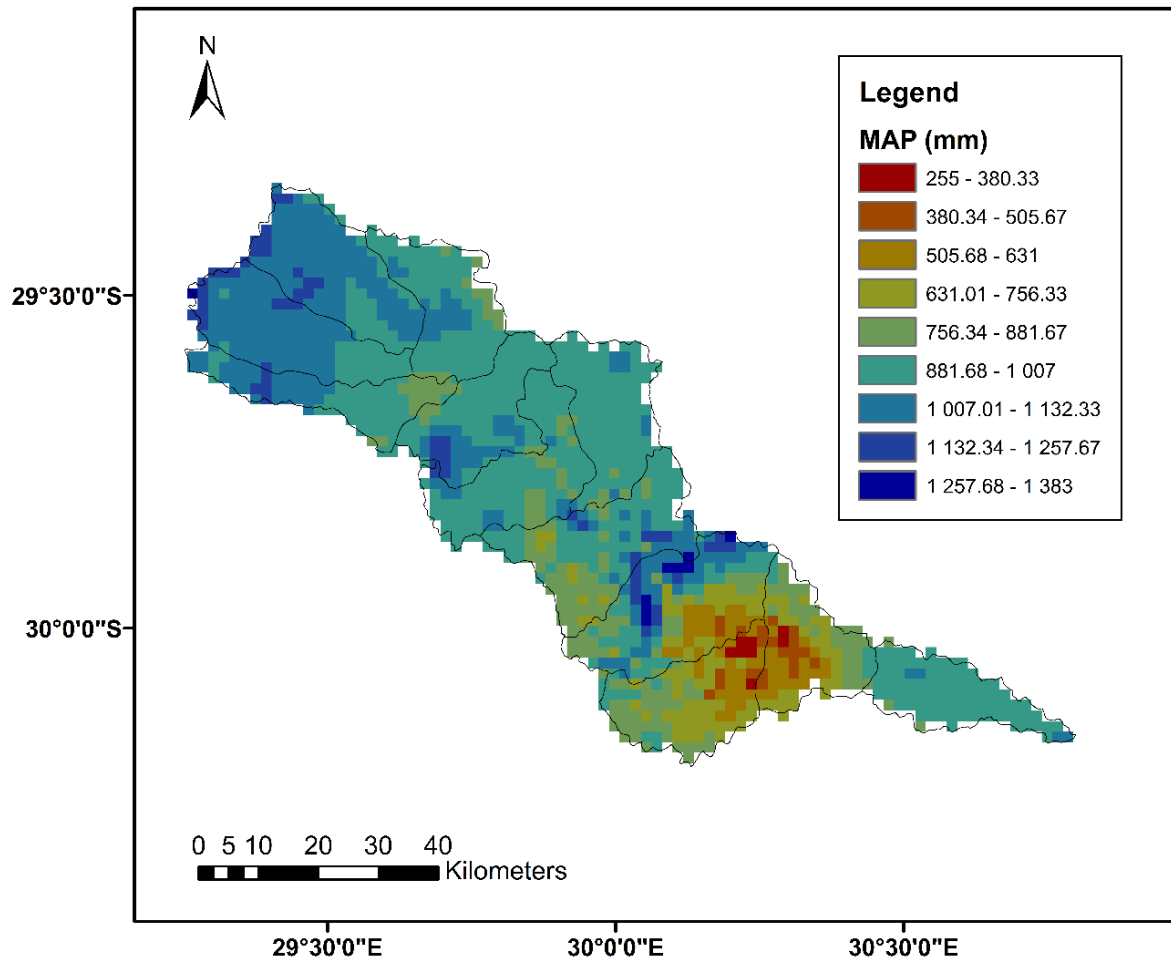 N
Legend
MAP (mm)
255 - 380.33
380.34 - 505.67
505.68 - 631
631.01 - 756.33
756.34 - 881.67
881.68 - 1 007
1 007.01 - 1 132.33
1 132.34 - 1 257.67
1 257.68 - 1 383
29°30'0"S
30°0'0"S
0 5 10 20 30 40
Kilometers
29°30'0"E 30°0'0"E 30°30'0"E